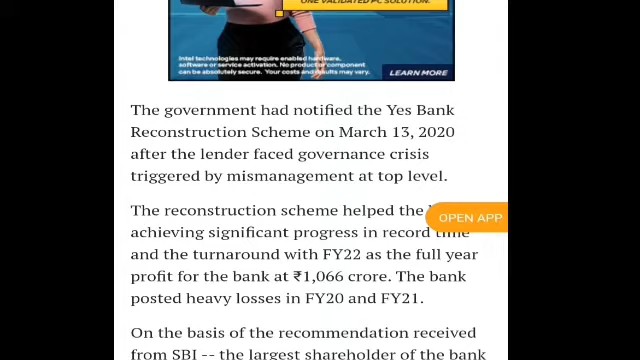 ONE VALIDATED PC SOLUTION.
Intel technologies may require enabled hardware,
software or service activation. No product or component
can be absolutely secure. Your costs and results may vary.
LEARN MORE
The government had notified the Yes Bank
Reconstruction Scheme on March 13, 2020
after the lender faced governance crisis
triggered by mismanagement at top level.
The reconstruction scheme helped the
OPEN APP
achieving significant progress in record time
and the turnaround with FY22 as the full year
profit for the bank at ₹1,066 crore. The bank
posted heavy losses in FY20 and FY21.
On the basis of the recommendation received
from SBI -- the largest shareholder of the bank